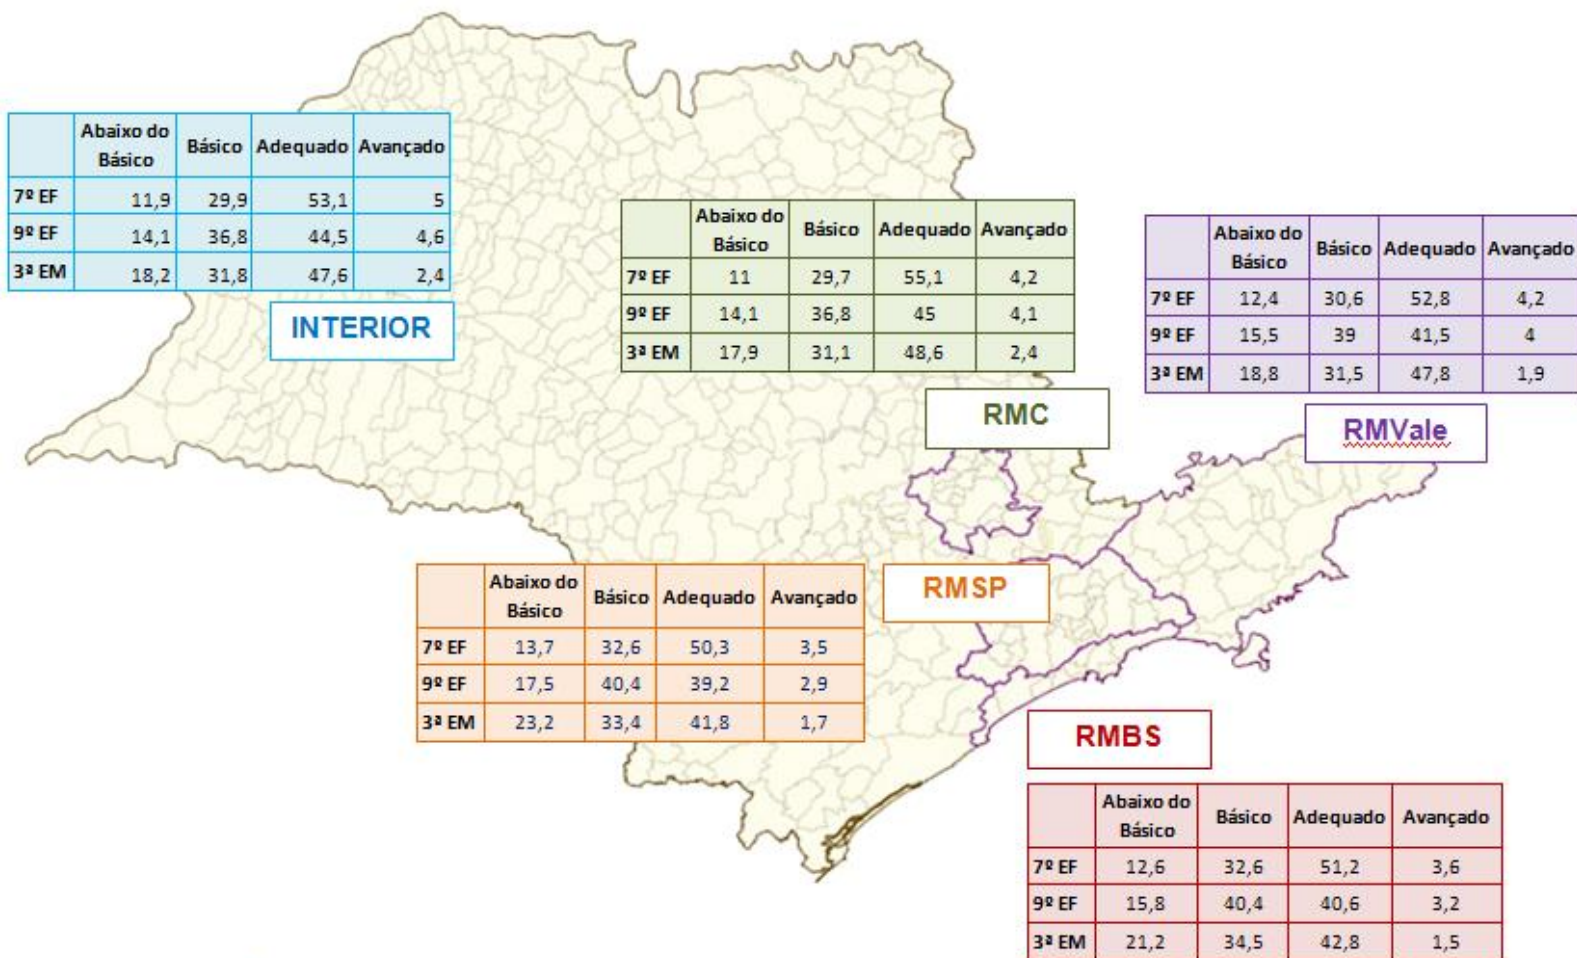 Abaixo do Básico Básico Adequado Avançado
7º EF 11,9 29,9 53,1 5
9º EF 14,1 36,8 44,5 4,6
3ª EM 18,2 31,8 47,6 2,4
INTERIOR
Abaixo do Básico Básico Adequado Avançado
7º EF 11 29,7 55,1 4,2
9º EF 14,1 36,8 45 4,1
3ª EM 17,9 31,1 48,6 2,4
RMC
Abaixo do Básico Básico Adequado Avançado
7º EF 12,4 30,6 52,8 4,2
9º EF 15,5 39 41,5 4
3ª EM 18,8 31,5 47,8 1,9
RMVale
Abaixo do Básico Básico Adequado Avançado
7º EF 13,7 32,6 50,3 3,5
9º EF 17,5 40,4 39,2 2,9
3ª EM 23,2 33,4 41,8 1,7
RMSP
RMBS
Abaixo do Básico Básico Adequado Avançado
7º EF 12,6 32,6 51,2 3,6
9º EF 15,8 40,4 40,6 3,2
3ª EM 21,2 34,5 42,8 1,5